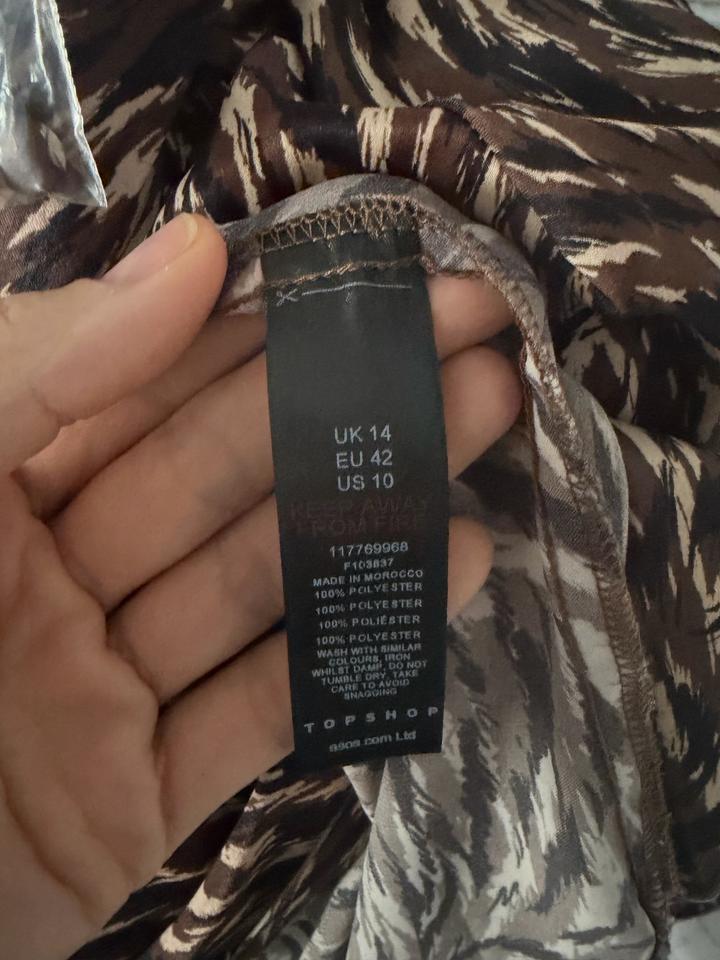 UK 14
EU 42
US 10
KEEP AWAY
FROM FIRE
117769968
F103837
MADE IN MOROCCO
100% POLYESTER
100% POLYESTER
100% POLIÉSTER
100% POLYESTER
WASH WITH SIMILAR
COLOURS, IRON
WHILST DAMP, DO NOT
TUMBLE DRY, TAKE
CARE TO AVOID
SNAGGING
TOPSHOP
asos.com Ltd